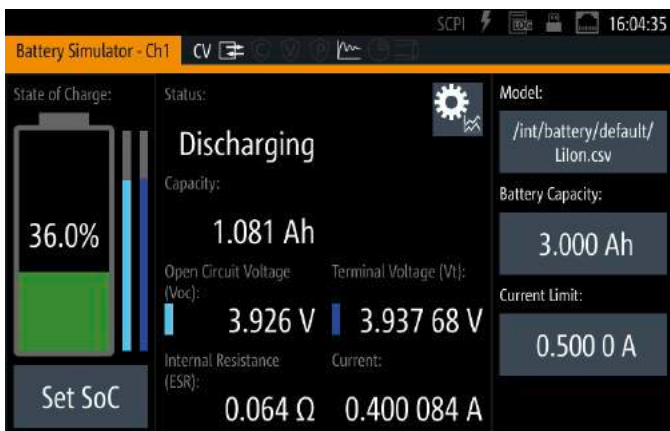 SCPI LOG 16:04:35
Battery Simulator - Ch1 CV C V P
State of Charge:
36.0%
Set SoC
Status:
Discharging
Capacity:
1.081 Ah
Open Circuit Voltage
(Voc):
3.926 V
Terminal Voltage (Vt):
3.937 68 V
Internal Resistance
(ESR):
0.064 Ω
Current:
0.400 084 A
Model:
/int/battery/default/
LiIon.csv
Battery Capacity:
3.000 Ah
Current Limit:
0.500 0 A